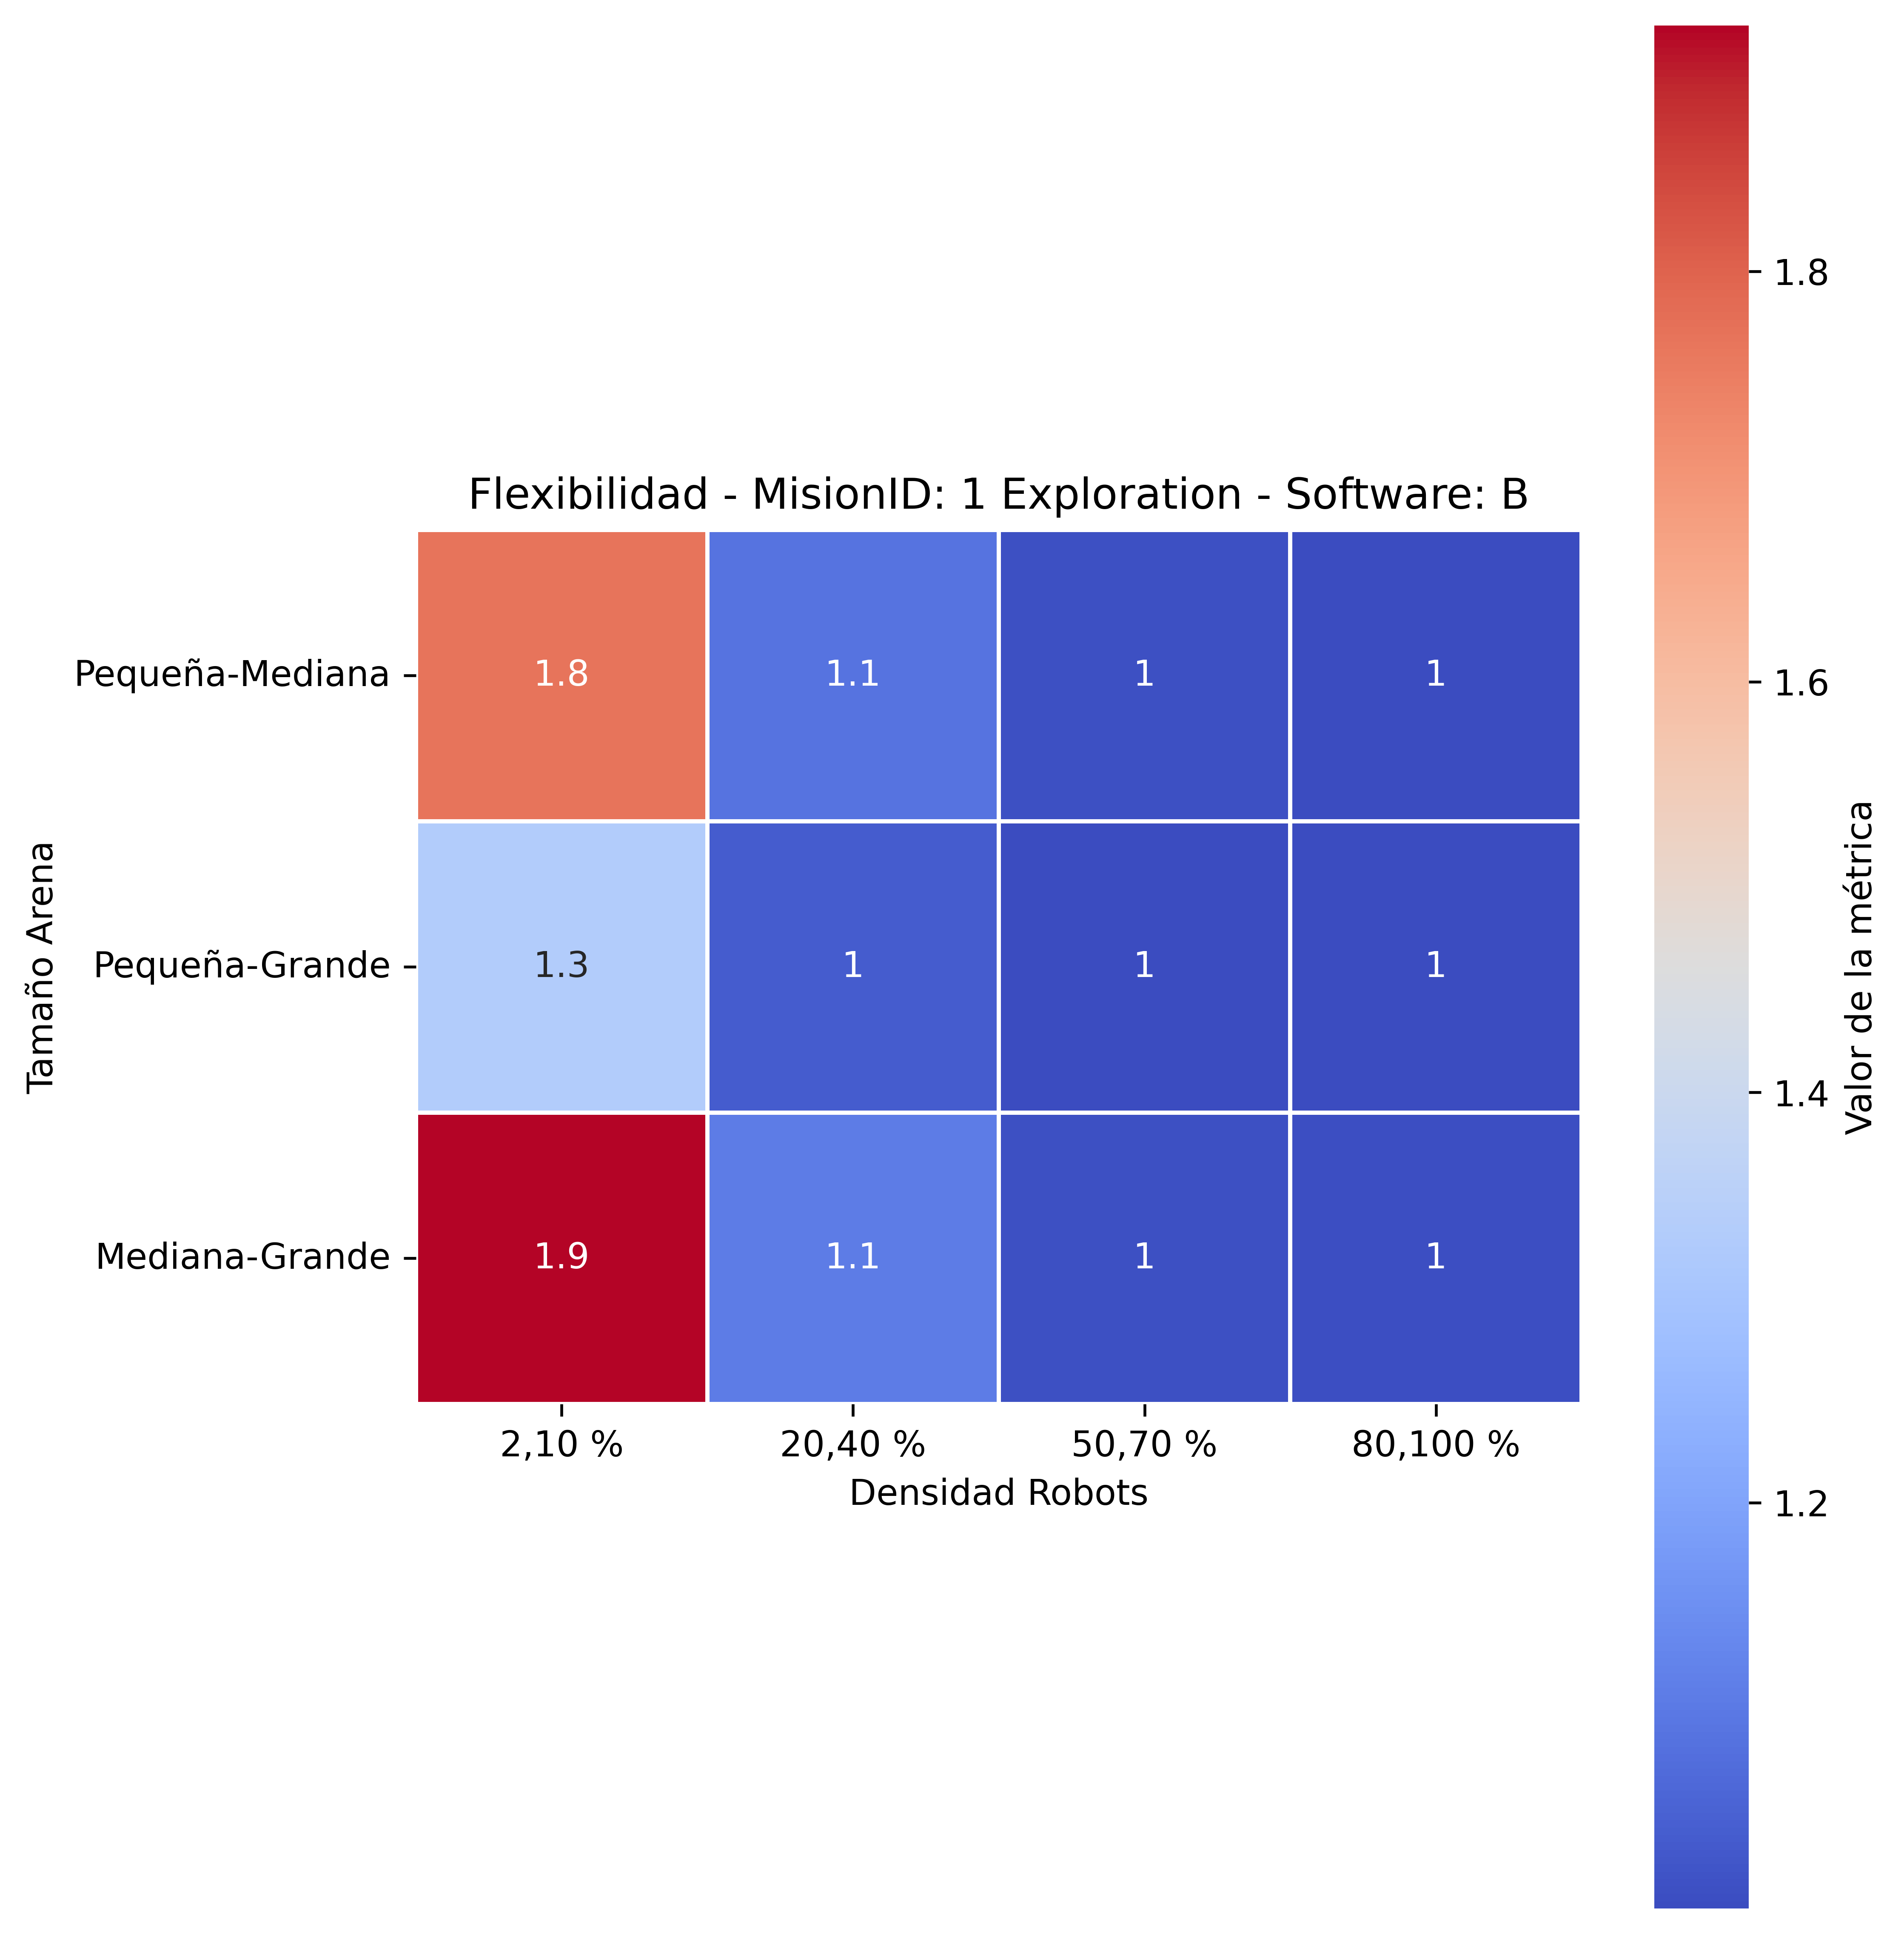 Flexibilidad - MisionID: 1 Exploration - Software: B
Tamaño Arena
Pequeña-Mediana 1.8 1.1 1 1
Pequeña-Grande 1.3 1 1 1
Mediana-Grande 1.9 1.1 1 1
2,10 % 20,40 % 50,70 % 80,100 %
Densidad Robots
1.8
1.6
1.4
1.2
Valor de la métrica